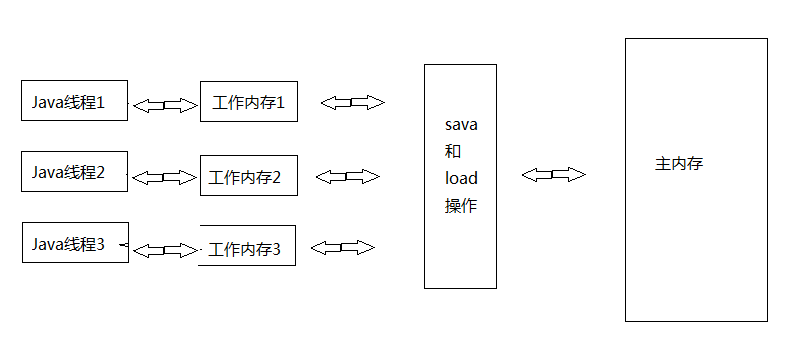 Java线程1
工作内存1
Java线程2
工作内存2
Java线程3
工作内存3
sava
和
load
操作
主内存